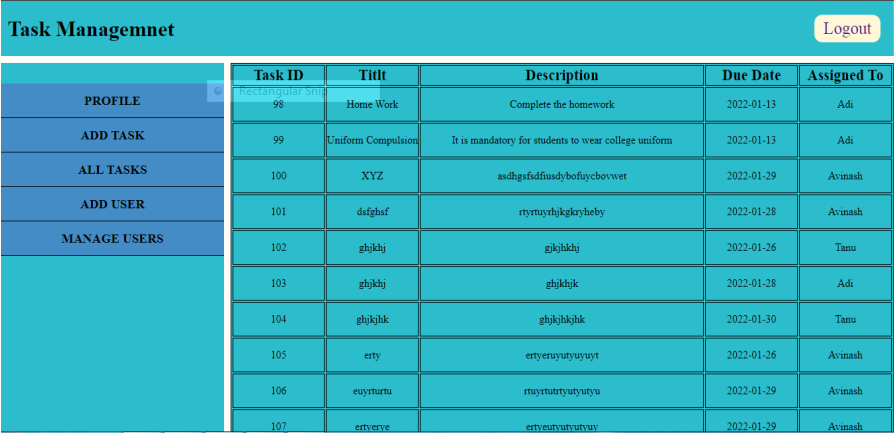 Task Managemnet
Logout
PROFILE
ADD TASK
ALL TASKS
ADD USER
MANAGE USERS
Rectangular Snip
Task ID Titlt Description Due Date Assigned To
98 Home Work Complete the homework 2022-01-13 Adi
99 Uniform Compulsion It is mandatory for students to wear college uniform 2022-01-13 Adi
100 XYZ asdhgsfsdfiusdybofuycbovwet 2022-01-29 Avinash
101 dsfghsf rtyrtuyrhjkgkryheby 2022-01-28 Avinash
102 ghjkhj gjkjhkhj 2022-01-26 Tanu
103 ghjkhj ghjkhjk 2022-01-28 Adi
104 ghjkjhk ghjkjhkjhk 2022-01-30 Tanu
105 erty ertyeruyutyuyuyt 2022-01-26 Avinash
106 euyrturtu rtuyrtutrtyutyutyu 2022-01-29 Avinash
107 ertyerye ertyeutyutyutyuy 2022-01-29 Avinash